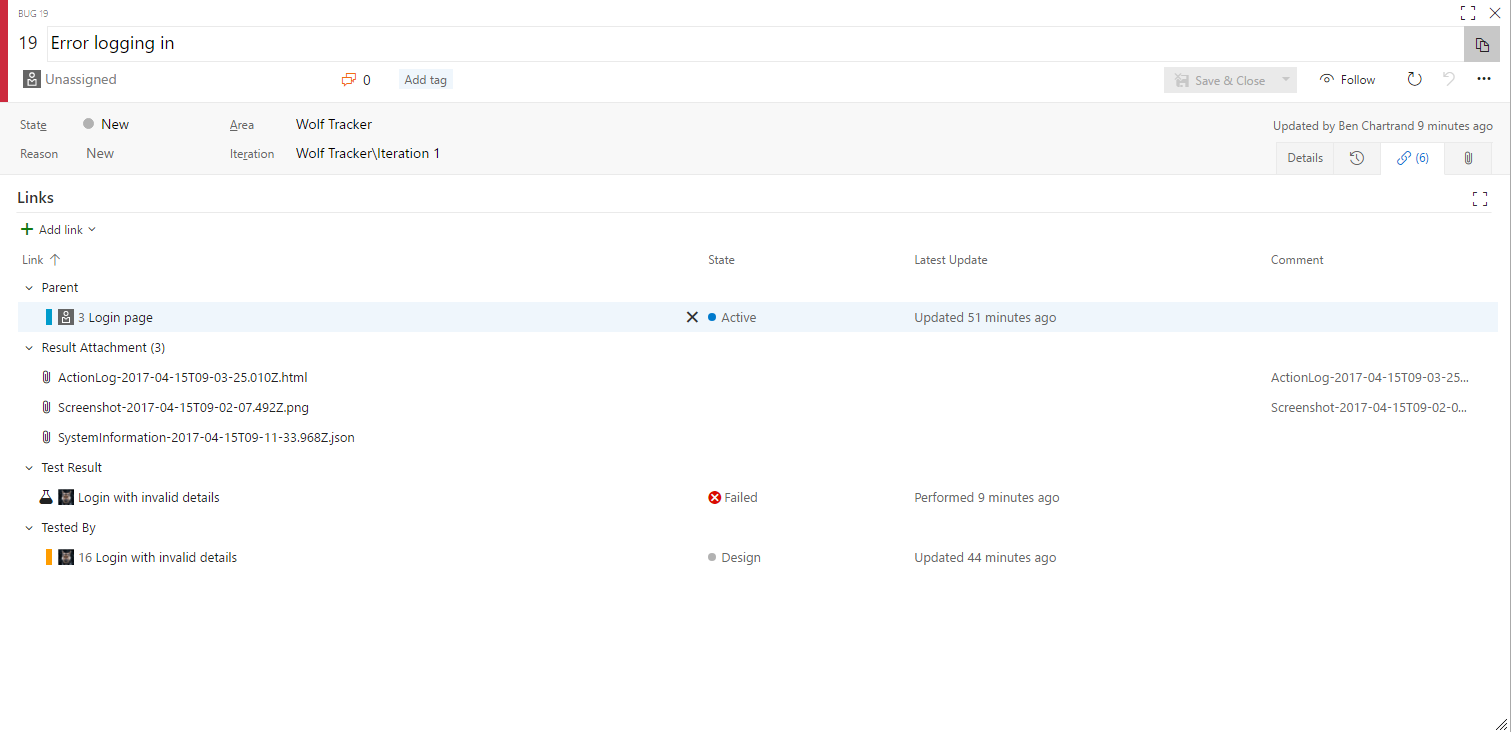 BUG 19
19 Error logging in
Unassigned 0 Add tag Save & Close Follow
State New Area Wolf Tracker Updated by Ben Chartrand 9 minutes ago
Reason New Iteration Wolf Tracker\Iteration 1
Details (6)
Links
Add link
Link State Latest Update Comment
Parent
3 Login page Active Updated 51 minutes ago
Result Attachment (3)
ActionLog-2017-04-15T09-03-25.010Z.html ActionLog-2017-04-15T09-03-25...
Screenshot-2017-04-15T09-02-07.492Z.png Screenshot-2017-04-15T09-02-0...
SystemInformation-2017-04-15T09-11-33.968Z.json
Test Result
Login with invalid details Failed Performed 9 minutes ago
Tested By
16 Login with invalid details Design Updated 44 minutes ago